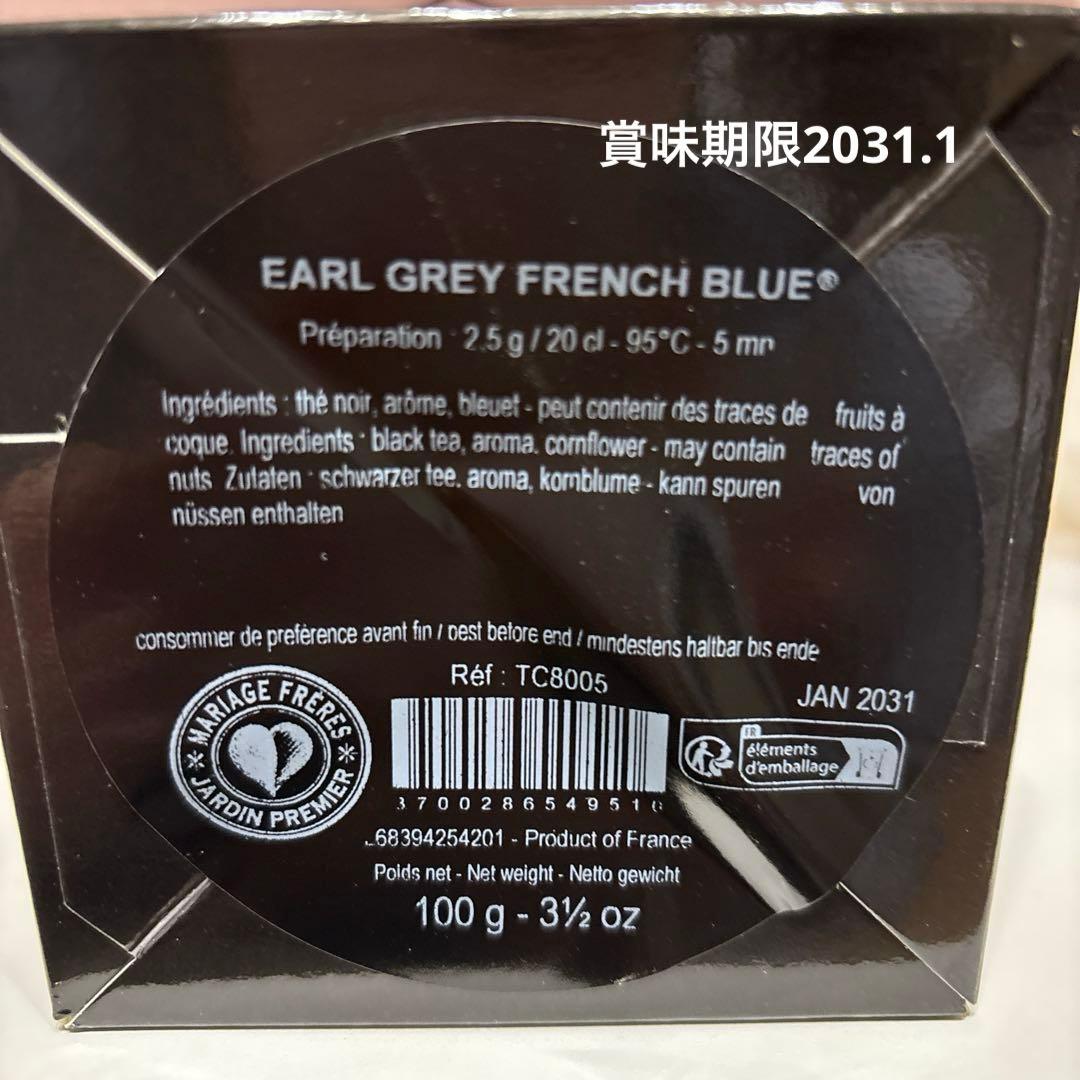 賞味期限2031.1
EARL GREY FRENCH BLUE®
Préparation : 2.5 g / 20 cl - 95°C - 5 mn
Ingrédients : thé noir, arôme, bleuet - peut contenir des traces de fruits à
coque. Ingredients : black tea, aroma, cornflower - may contain traces of
nuts Zutaten : schwarzer tee, aroma, kornblume - kann spuren von
nüssen enthalten
consommer de preférence avant fin / best before end / mindestens haltbar bis ende
Réf : TC8005
JAN 2031
MARIAGE FRÈRES
JARDIN PREMIER
FR
éléments
d'emballage
3700286549516
L68394254201 - Product of France
Poids net - Net weight - Netto gewicht
100 g - 3½ oz